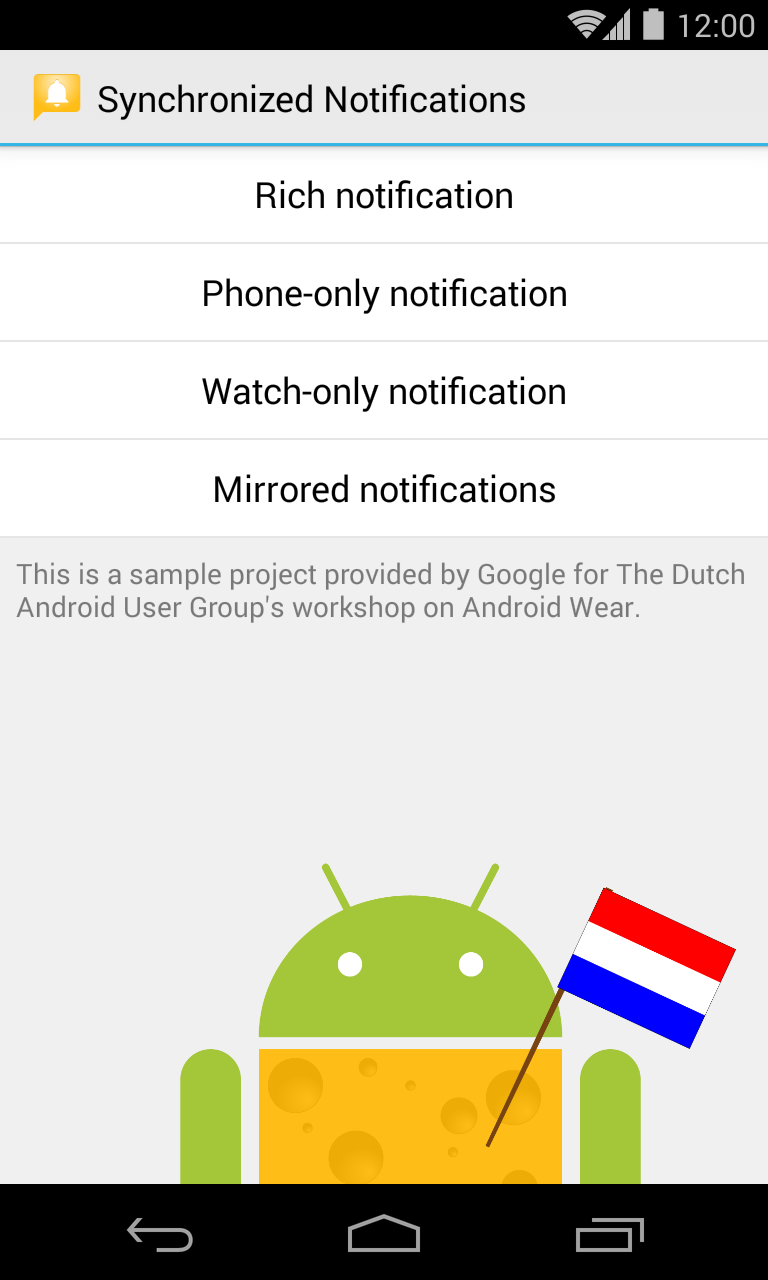 12:00
Synchronized Notifications
Rich notification
Phone-only notification
Watch-only notification
Mirrored notifications
This is a sample project provided by Google for The Dutch
Android User Group's workshop on Android Wear.